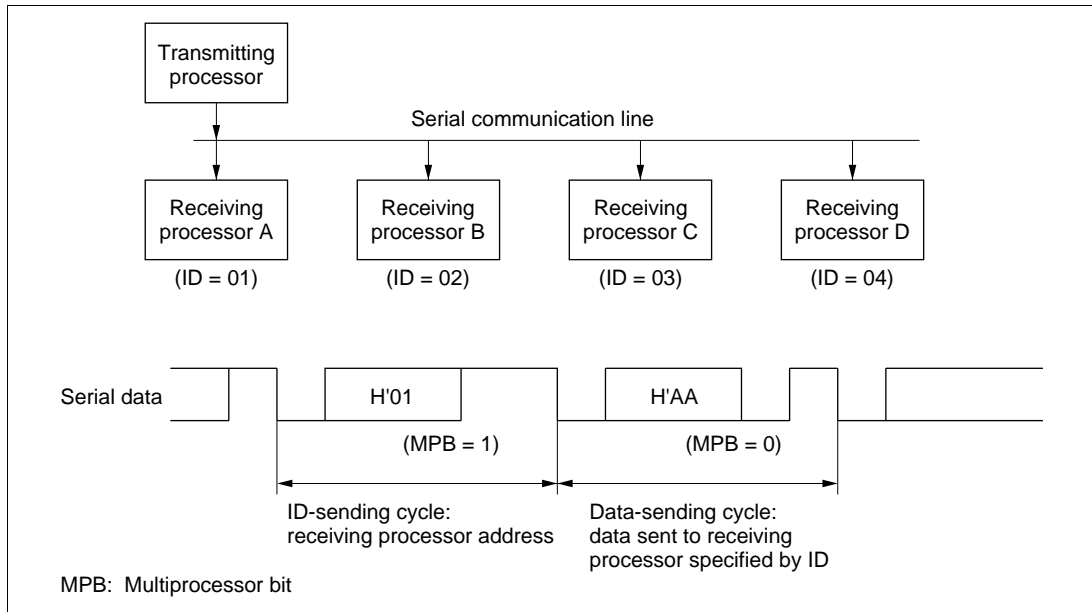 Transmitting
processor
Serial communication line
Receiving
processor A
Receiving
processor B
Receiving
processor C
Receiving
processor D
(ID = 01)
(ID = 02)
(ID = 03)
(ID = 04)
Serial data
H'01
H'AA
(MPB = 1)
(MPB = 0)
ID-sending cycle:
receiving processor address
Data-sending cycle:
data sent to receiving
processor specified by ID
MPB: Multiprocessor bit